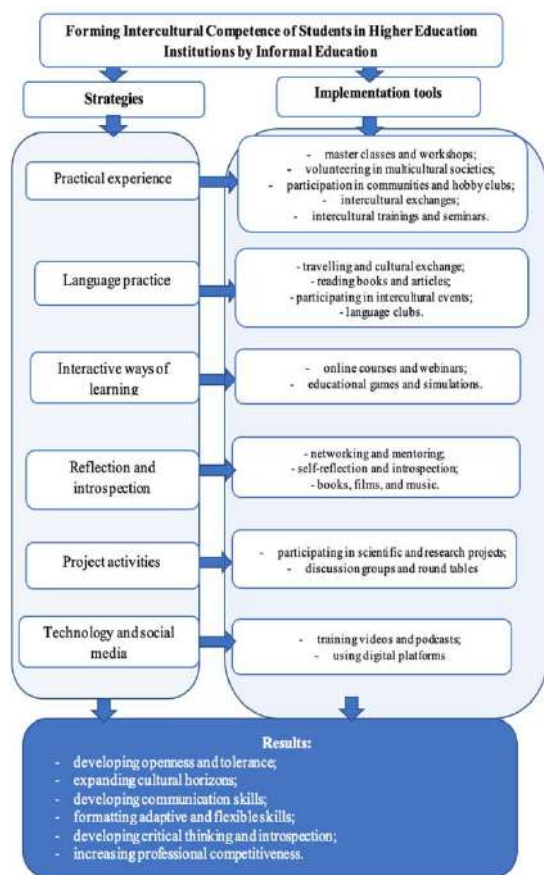 Forming Intercultural Competence of Students in Higher Education
Institutions by Informal Education
Strategies
Implementation tools
Practical experience
- master classes and workshops;
- volunteering in multicultural societies;
- participation in communities and hobby clubs;
- intercultural exchanges;
- intercultural trainings and seminars.
Language practice
- travelling and cultural exchange;
- reading books and articles;
- participating in intercultural events;
- language clubs.
Interactive ways of
learning
- online courses and webinars;
- educational games and simulations.
Reflection and
introspection
- networking and mentoring;
- self-reflection and introspection;
- books, films, and music.
Project activities
- participating in scientific and research projects;
- discussion groups and round tables
Technology and social
media
- training videos and podcasts;
- using digital platforms
Results:
- developing openness and tolerance;
- expanding cultural horizons;
- developing communication skills;
- formatting adaptive and flexible skills;
- developing critical thinking and introspection;
- increasing professional competitiveness.